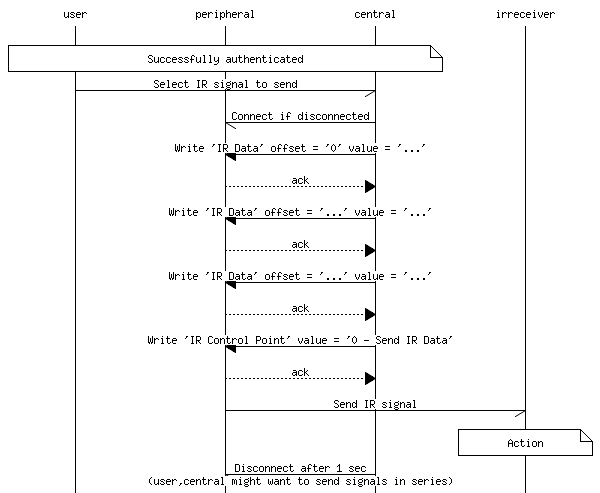 user peripheral central irreceiver
Successfully authenticated
Select IR signal to send
Connect if disconnected
Write 'IR Data' offset = '0' value = '...'
ack
Write 'IR Data' offset = '...' value = '...'
ack
Write 'IR Data' offset = '...' value = '...'
ack
Write 'IR Control Point' value = '0 - Send IR Data'
ack
Send IR signal
Action
Disconnect after 1 sec
(user,central might want to send signals in series)